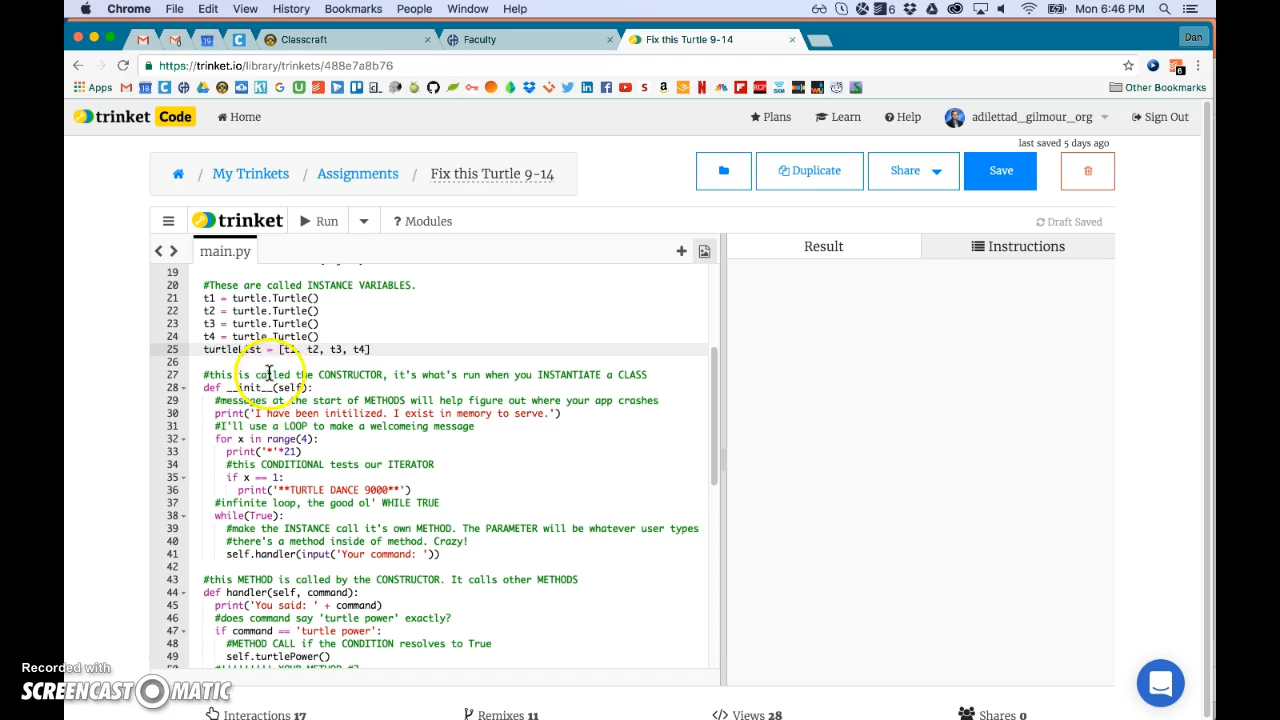 Chrome File Edit View History Bookmarks People Window Help 6 Mon 6:46 PM
19 Classcraft × Faculty × Fix this Turtle 9-14 × Dan
https://trinket.io/library/trinkets/488e7a8b76
Apps Other Bookmarks
trinket Code Home Plans Learn Help adilettad_gilmour_org Sign Out
last saved 5 days ago
My Trinkets / Assignments / Fix this Turtle 9-14 Duplicate Share Save
trinket Run ? Modules Draft Saved
main.py + Result Instructions
19
20 #These are called INSTANCE VARIABLES.
21 t1 = turtle.Turtle()
22 t2 = turtle.Turtle()
23 t3 = turtle.Turtle()
24 t4 = turtle.Turtle()
25 turtleList = [t1, t2, t3, t4]
26
27 #this is called the CONSTRUCTOR, it's what's run when you INSTANTIATE a CLASS
28 def __init__(self):
29 #messages at the start of METHODS will help figure out where your app crashes
30 print('I have been initilized. I exist in memory to serve.')
31 #I'll use a LOOP to make a welcomeing message
32 for x in range(4):
33 print('*'*21)
34 #this CONDITIONAL tests our ITERATOR
35 if x == 1:
36 print('**TURTLE DANCE 9000**')
37 #infinite loop, the good ol' WHILE TRUE
38 while(True):
39 #make the INSTANCE call it's own METHOD. The PARAMETER will be whatever user types
40 #there's a method inside of method. Crazy!
41 self.handler(input('Your command: '))
42
43 #this METHOD is called by the CONSTRUCTOR. It calls other METHODS
44 def handler(self, command):
45 print('You said: ' + command)
46 #does command say 'turtle power' exactly?
47 if command == 'turtle power':
48 #METHOD CALL if the CONDITION resolves to True
49 self.turtlePower()
Recorded with
SCREENCAST MATIC
Interactions 17 Remixes 11 Views 28 Shares 0